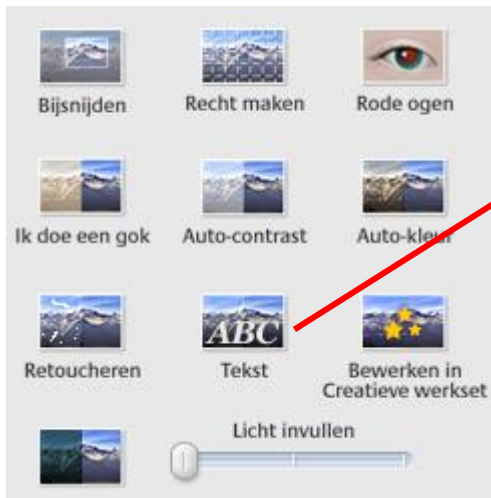 Bijsnijden Recht maken Rode ogen
Ik doe een gok Auto-contrast Auto-kleur
ABC
Retoucheren Tekst Bewerken in
Creatieve werkset
Licht invullen